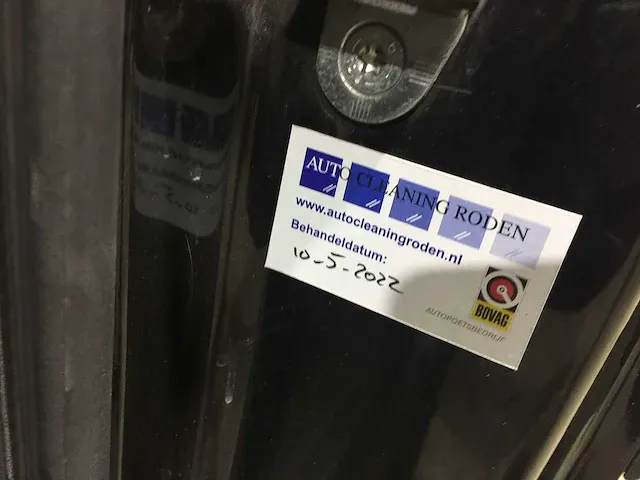 AUTO CLEANING RODEN
www.autocleaningroden.nl
Behandeldatum:
10-5-2022
BOVAG
AUTOPOETSBEDRIJF